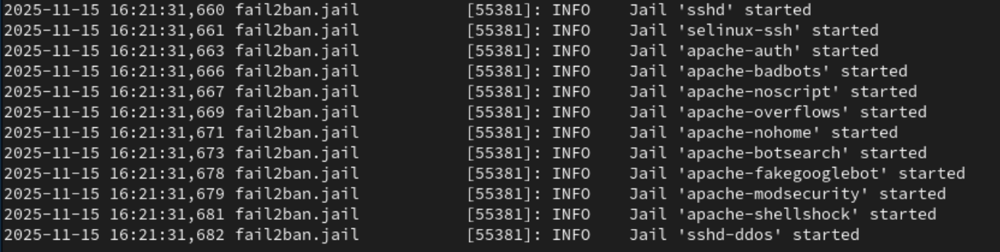 2025-11-15 16:21:31,660 fail2ban.jail           [55381]: INFO    Jail 'sshd' started
2025-11-15 16:21:31,661 fail2ban.jail           [55381]: INFO    Jail 'selinux-ssh' started
2025-11-15 16:21:31,663 fail2ban.jail           [55381]: INFO    Jail 'apache-auth' started
2025-11-15 16:21:31,666 fail2ban.jail           [55381]: INFO    Jail 'apache-badbots' started
2025-11-15 16:21:31,667 fail2ban.jail           [55381]: INFO    Jail 'apache-noscript' started
2025-11-15 16:21:31,669 fail2ban.jail           [55381]: INFO    Jail 'apache-overflows' started
2025-11-15 16:21:31,671 fail2ban.jail           [55381]: INFO    Jail 'apache-nohome' started
2025-11-15 16:21:31,673 fail2ban.jail           [55381]: INFO    Jail 'apache-botsearch' started
2025-11-15 16:21:31,678 fail2ban.jail           [55381]: INFO    Jail 'apache-fakegooglebot' started
2025-11-15 16:21:31,679 fail2ban.jail           [55381]: INFO    Jail 'apache-modsecurity' started
2025-11-15 16:21:31,681 fail2ban.jail           [55381]: INFO    Jail 'apache-shellshock' started
2025-11-15 16:21:31,682 fail2ban.jail           [55381]: INFO    Jail 'sshd-ddos' started